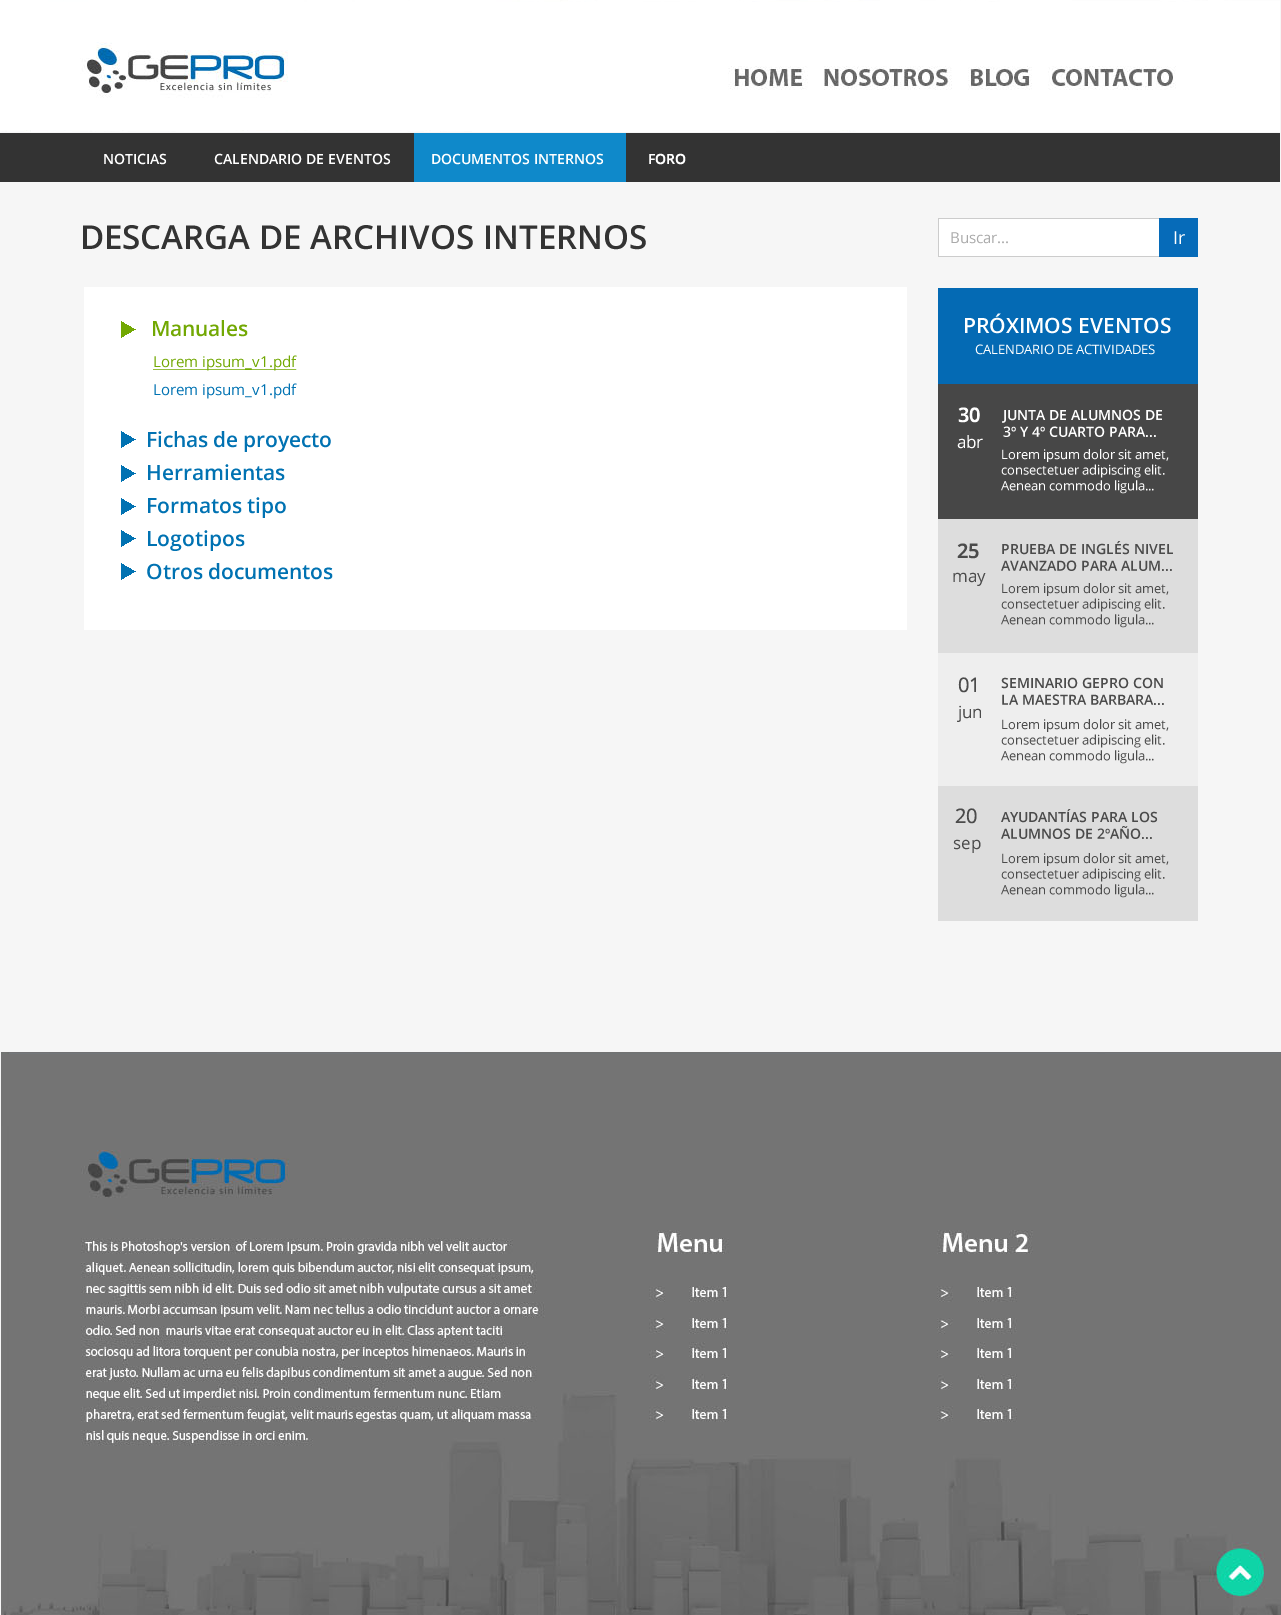 GEPRO
Excelencia sin límites
HOME NOSOTROS BLOG CONTACTO
NOTICIAS CALENDARIO DE EVENTOS DOCUMENTOS INTERNOS FORO
DESCARGA DE ARCHIVOS INTERNOS
Buscar... Ir
Manuales
Lorem ipsum_v1.pdf
Lorem ipsum_v1.pdf
Fichas de proyecto
Herramientas
Formatos tipo
Logotipos
Otros documentos
PRÓXIMOS EVENTOS
CALENDARIO DE ACTIVIDADES
30
abr
JUNTA DE ALUMNOS DE
3º Y 4º CUARTO PARA...
Lorem ipsum dolor sit amet,
consectetuer adipiscing elit.
Aenean commodo ligula...
25
may
PRUEBA DE INGLÉS NIVEL
AVANZADO PARA ALUM...
Lorem ipsum dolor sit amet,
consectetuer adipiscing elit.
Aenean commodo ligula...
01
jun
SEMINARIO GEPRO CON
LA MAESTRA BARBARA...
Lorem ipsum dolor sit amet,
consectetuer adipiscing elit.
Aenean commodo ligula...
20
sep
AYUDANTÍAS PARA LOS
ALUMNOS DE 2ºAÑO...
Lorem ipsum dolor sit amet,
consectetuer adipiscing elit.
Aenean commodo ligula...
GEPRO
Excelencia sin límites
This is Photoshop's version  of Lorem Ipsum. Proin gravida nibh vel velit auctor
aliquet. Aenean sollicitudin, lorem quis bibendum auctor, nisi elit consequat ipsum,
nec sagittis sem nibh id elit. Duis sed odio sit amet nibh vulputate cursus a sit amet
mauris. Morbi accumsan ipsum velit. Nam nec tellus a odio tincidunt auctor a ornare
odio. Sed non  mauris vitae erat consequat auctor eu in elit. Class aptent taciti
sociosqu ad litora torquent per conubia nostra, per inceptos himenaeos. Mauris in
erat justo. Nullam ac urna eu felis dapibus condimentum sit amet a augue. Sed non
neque elit. Sed ut imperdiet nisi. Proin condimentum fermentum nunc. Etiam
pharetra, erat sed fermentum feugiat, velit mauris egestas quam, ut aliquam massa
nisl quis neque. Suspendisse in orci enim.
Menu
> Item 1
> Item 1
> Item 1
> Item 1
> Item 1
Menu 2
> Item 1
> Item 1
> Item 1
> Item 1
> Item 1